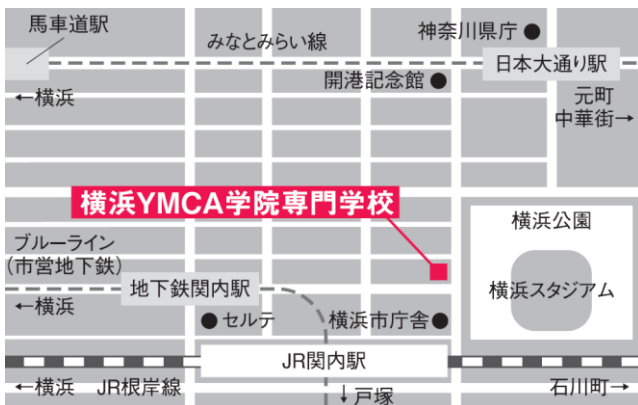 馬車道駅
みなとみらい線
神奈川県庁
日本大通り駅
開港記念館
←横浜
元町
中華街→
横浜YMCA学院専門学校
横浜公園
横浜スタジアム
ブルーライン
(市営地下鉄)
地下鉄関内駅
←横浜
セルテ
横浜市庁舎
JR関内駅
←横浜
JR根岸線
↓戸塚
石川町→